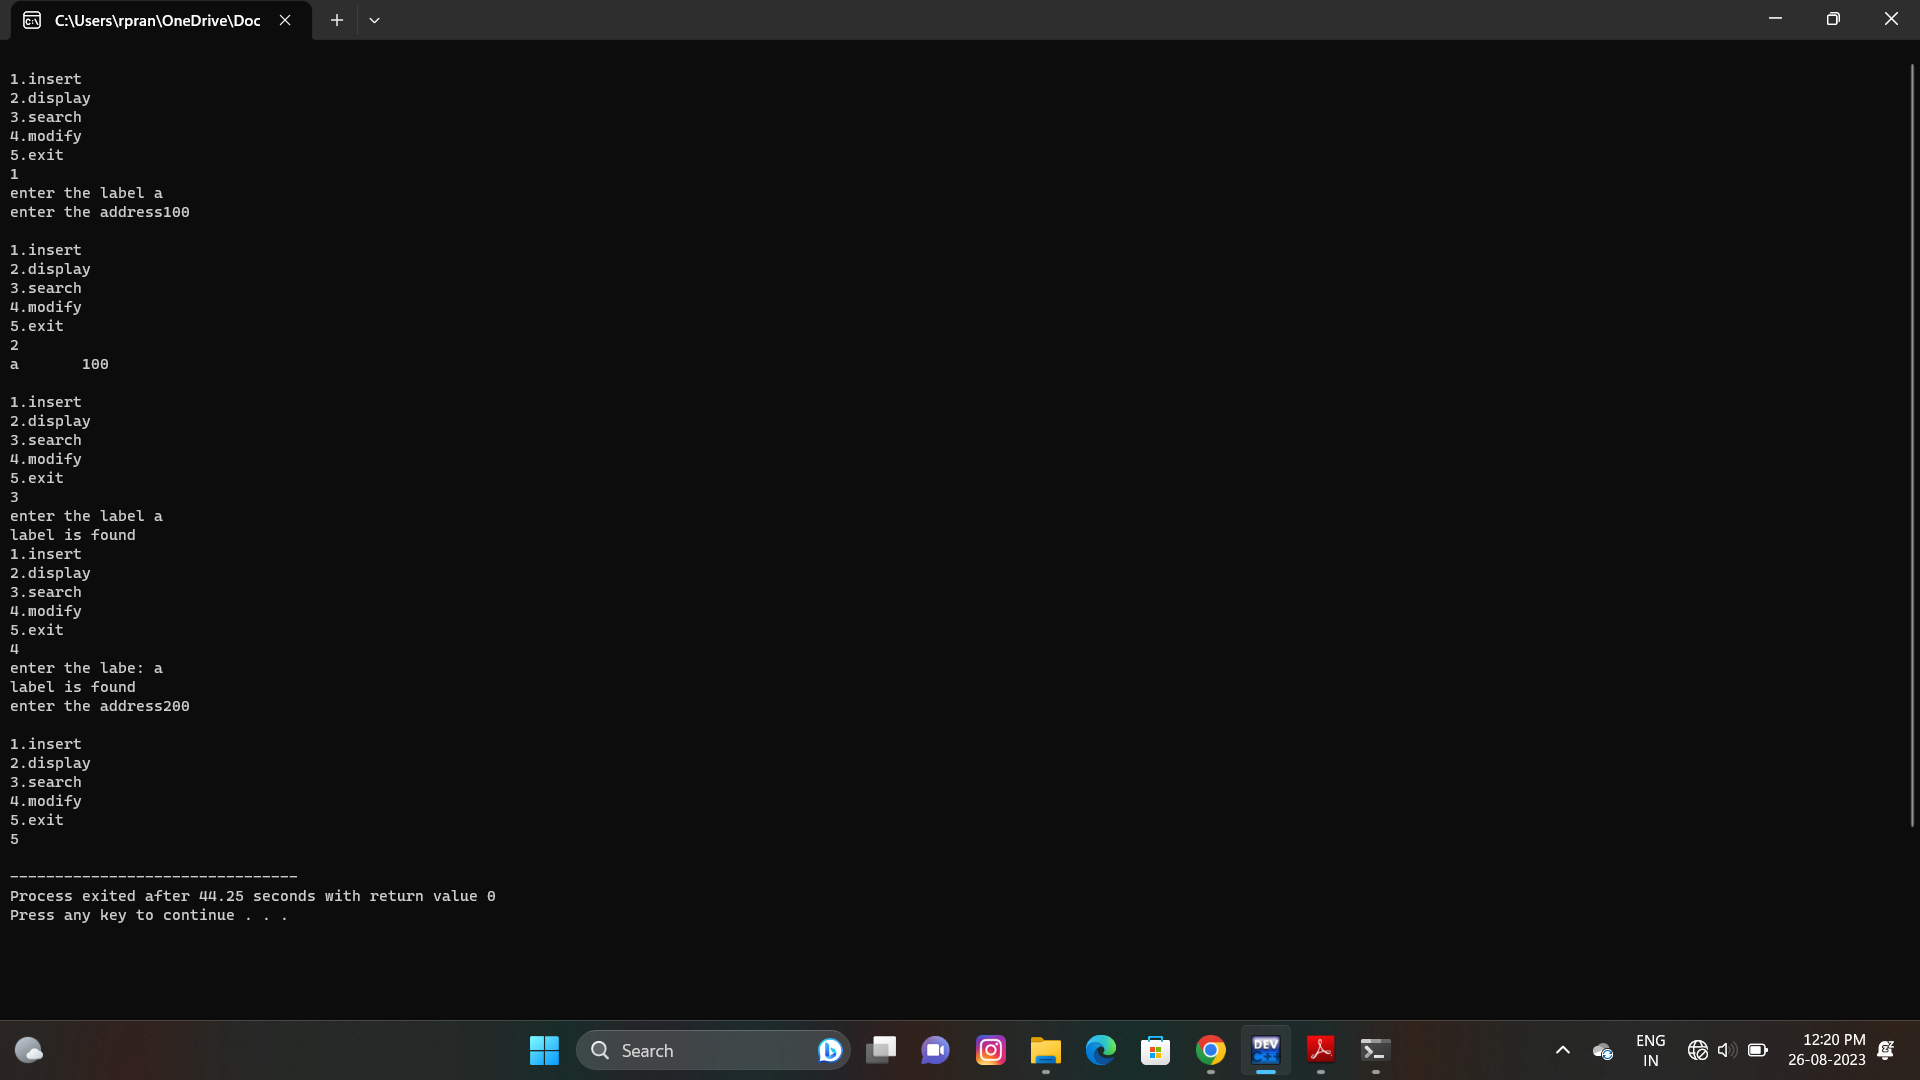 C:\Users\rpran\OneDrive\Doc
1.insert
2.display
3.search
4.modify
5.exit
1
enter the label a
enter the address100
1.insert
2.display
3.search
4.modify
5.exit
2
a 100
1.insert
2.display
3.search
4.modify
5.exit
3
enter the label a
label is found
1.insert
2.display
3.search
4.modify
5.exit
4
enter the labe: a
label is found
enter the address200
1.insert
2.display
3.search
4.modify
5.exit
5
--------------------------------
Process exited after 44.25 seconds with return value 0
Press any key to continue . . .
Search
DEV
C++
ENG
IN
12:20 PM
26-08-2023